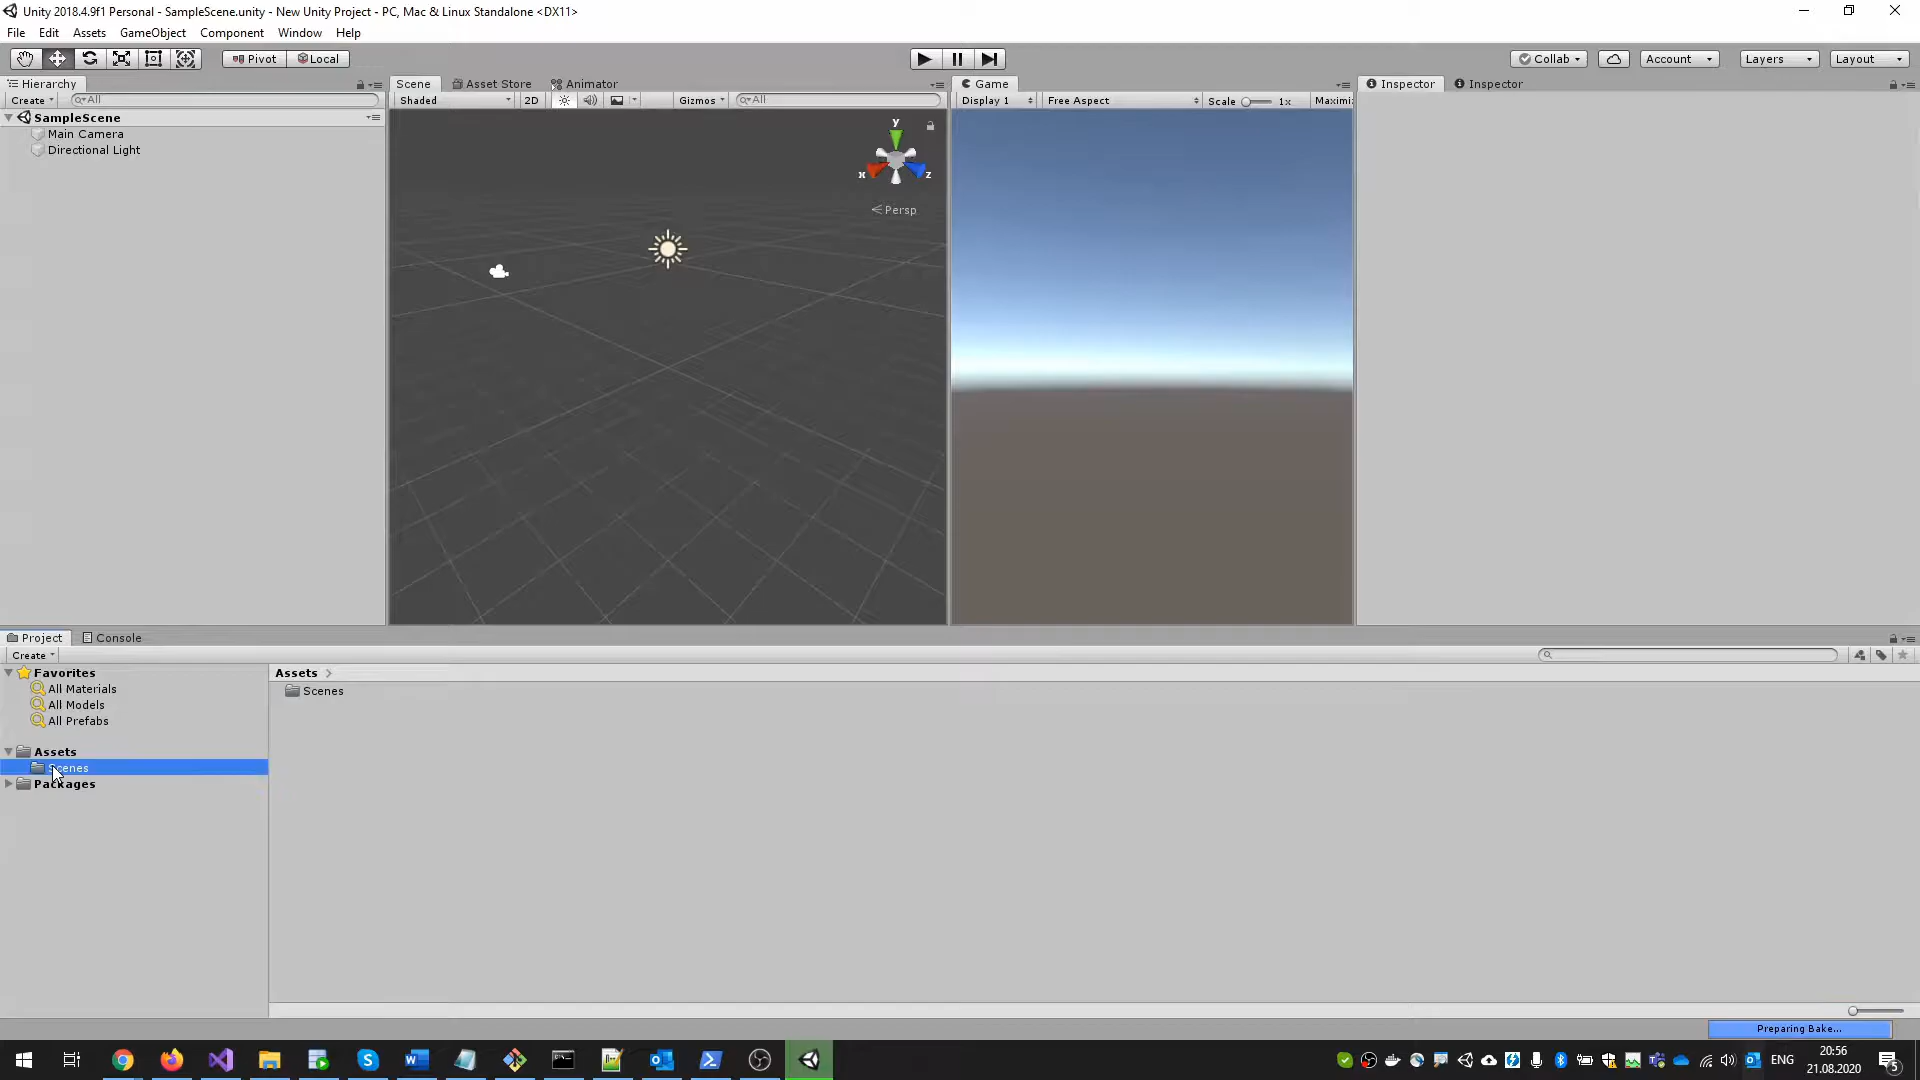 Unity 2018.4.9f1 Personal - SampleScene.unity - New Unity Project - PC, Mac & Linux Standalone <DX11>
File Edit Assets GameObject Component Window Help
Pivot Local Collab Account Layers Layout
Hierarchy Scene Asset Store Animator Game Inspector Inspector
Create All Shaded 2D Gizmos All Display 1 Free Aspect Scale 1x Maximi
SampleScene
Main Camera
Directional Light
y
x z
Persp
Project Console
Create
Favorites Assets
All Materials Scenes
All Models
All Prefabs
Assets
Scenes
Packages
Preparing Bake...
20:56
ENG
21.08.2020
5